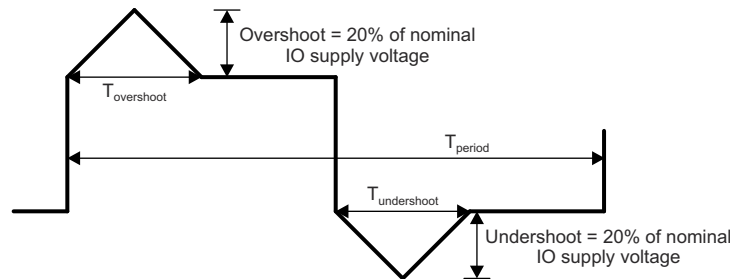 Overshoot = 20% of nominal
IO supply voltage
Tovershoot
Tperiod
Tundershoot
Undershoot = 20% of nominal
IO supply voltage